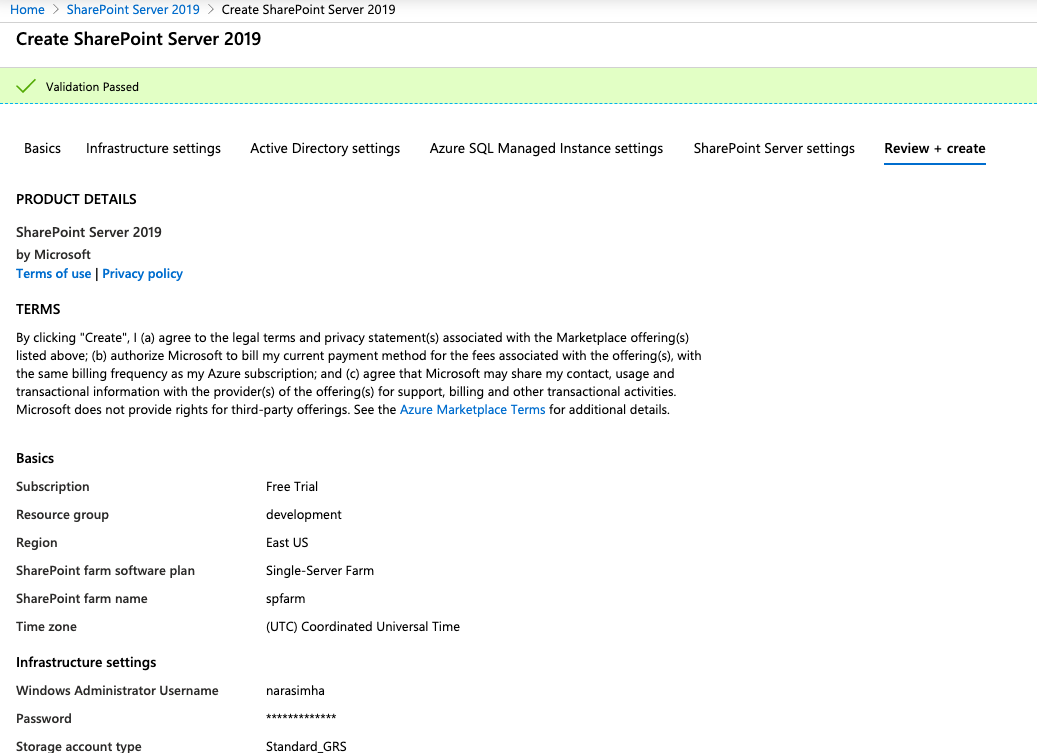 Home > SharePoint Server 2019 > Create SharePoint Server 2019
Create SharePoint Server 2019
Validation Passed
Basics Infrastructure settings Active Directory settings Azure SQL Managed Instance settings SharePoint Server settings Review + create
PRODUCT DETAILS
SharePoint Server 2019
by Microsoft
Terms of use | Privacy policy
TERMS
By clicking "Create", I (a) agree to the legal terms and privacy statement(s) associated with the Marketplace offering(s)
listed above; (b) authorize Microsoft to bill my current payment method for the fees associated with the offering(s), with
the same billing frequency as my Azure subscription; and (c) agree that Microsoft may share my contact, usage and
transactional information with the provider(s) of the offering(s) for support, billing and other transactional activities.
Microsoft does not provide rights for third-party offerings. See the Azure Marketplace Terms for additional details.
Basics
Subscription Free Trial
Resource group development
Region East US
SharePoint farm software plan Single-Server Farm
SharePoint farm name spfarm
Time zone (UTC) Coordinated Universal Time
Infrastructure settings
Windows Administrator Username narasimha
Password *************
Storage account type Standard_GRS